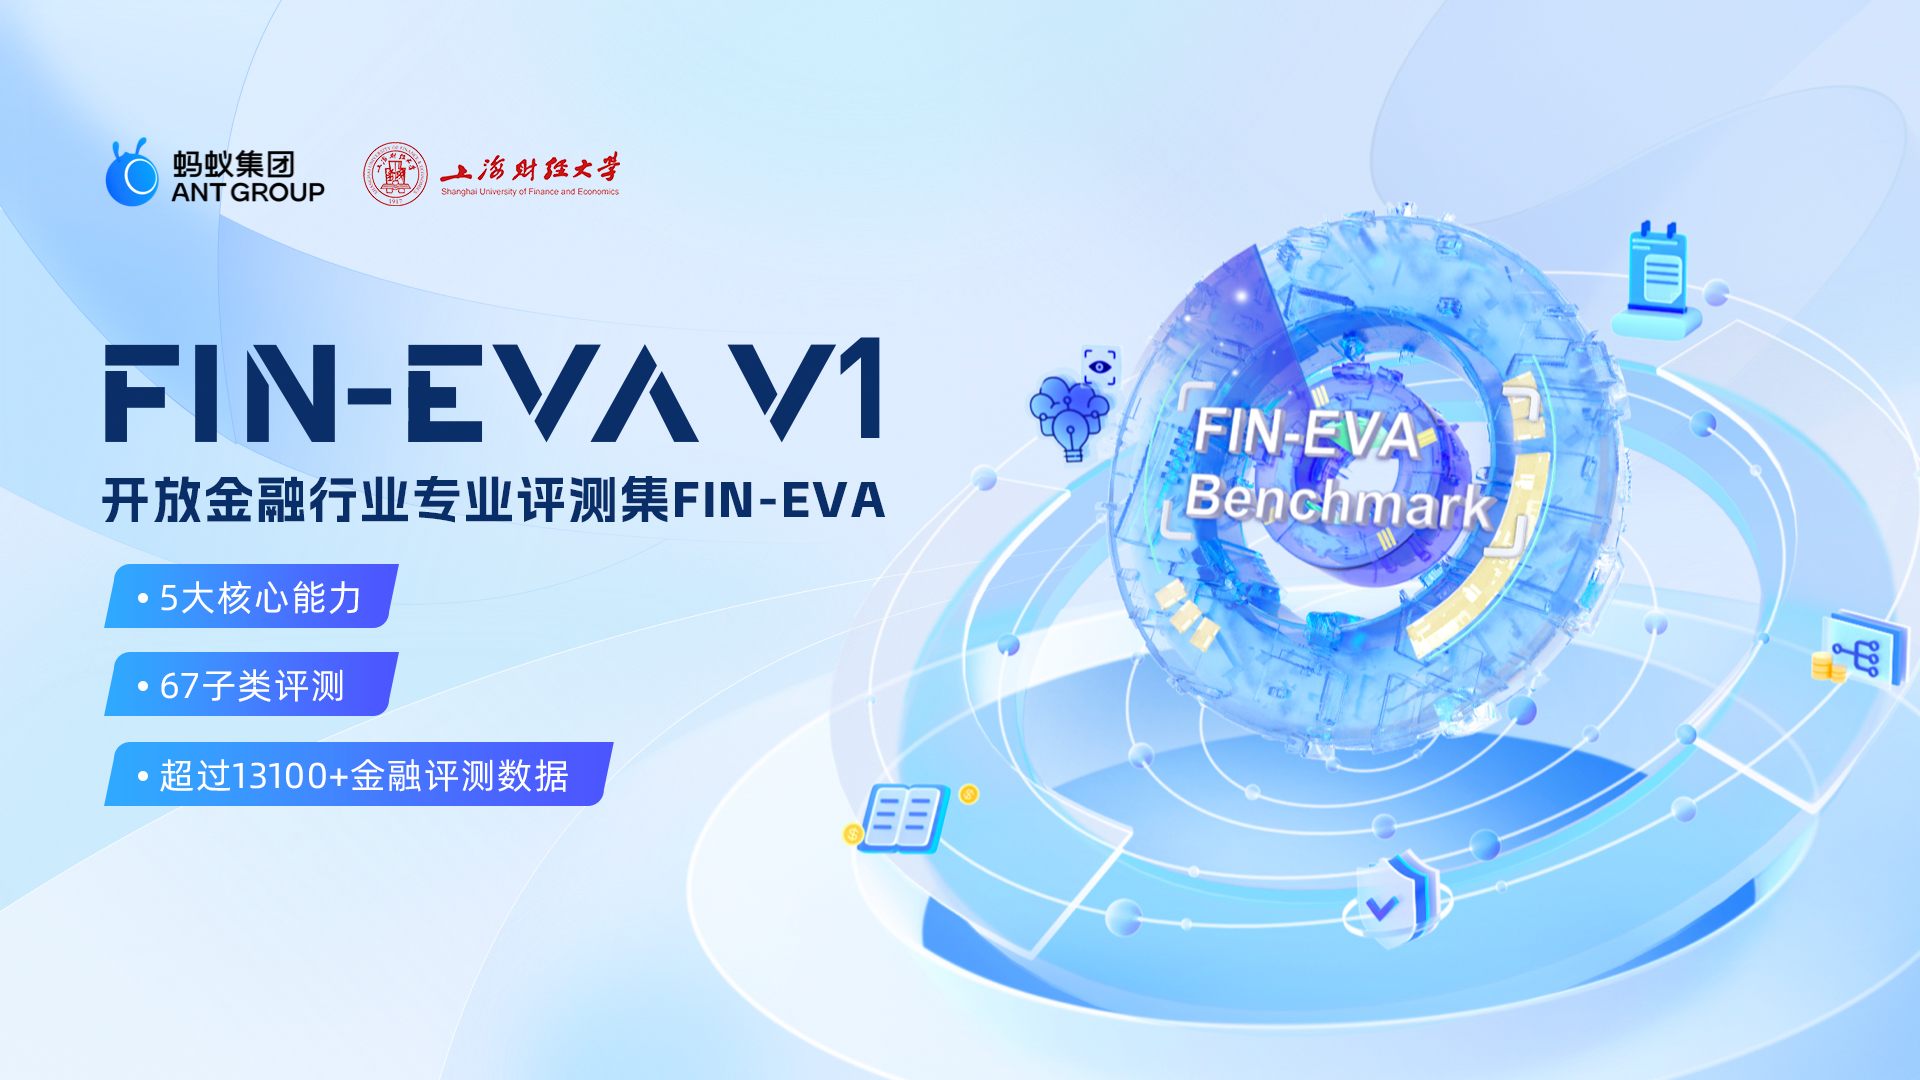 蚂蚁集团
ANT GROUP
上海财经大学
Shanghai University of Finance and Economics
1917
FIN-EVA V1
开放金融行业专业评测集FIN-EVA
• 5大核心能力
• 67子类评测
• 超过13100+金融评测数据
FIN-EVA
Benchmark